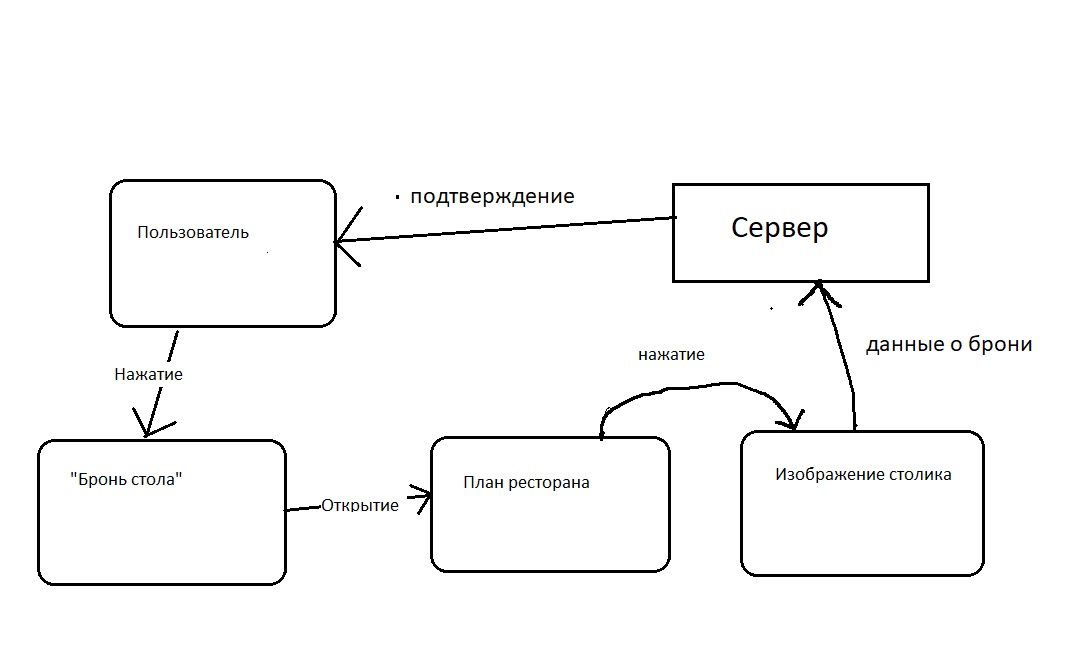 подтверждение
Сервер
Пользователь
данные о брони
нажатие
Нажатие
"Бронь стола"
План ресторана
Изображение столика
Открытие